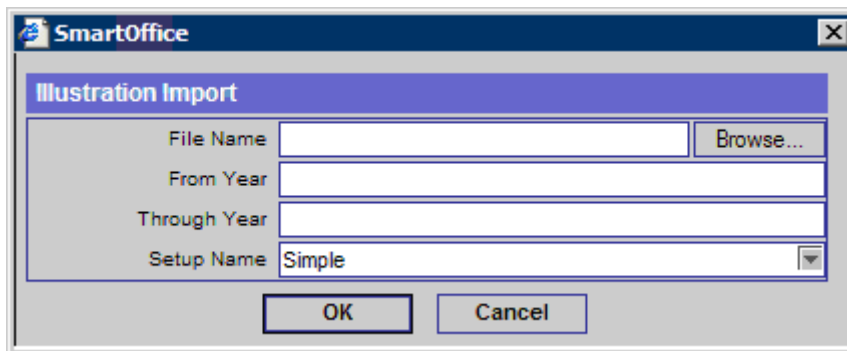 SmartOffice
Illustration Import
File Name Browse...
From Year
Through Year
Setup Name Simple
OK Cancel